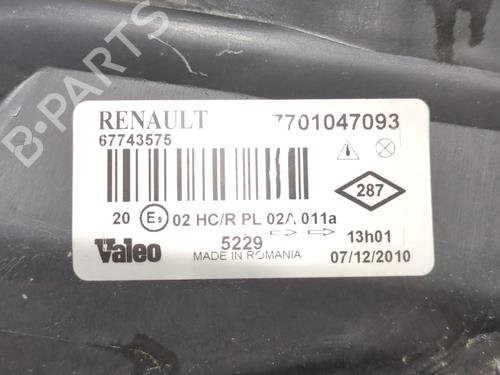 RENAULT 7701047093
67743575
287
20 E9 02 HC/R PL 02A 011a
Valeo 5229 13h01
MADE IN ROMANIA 07/12/2010